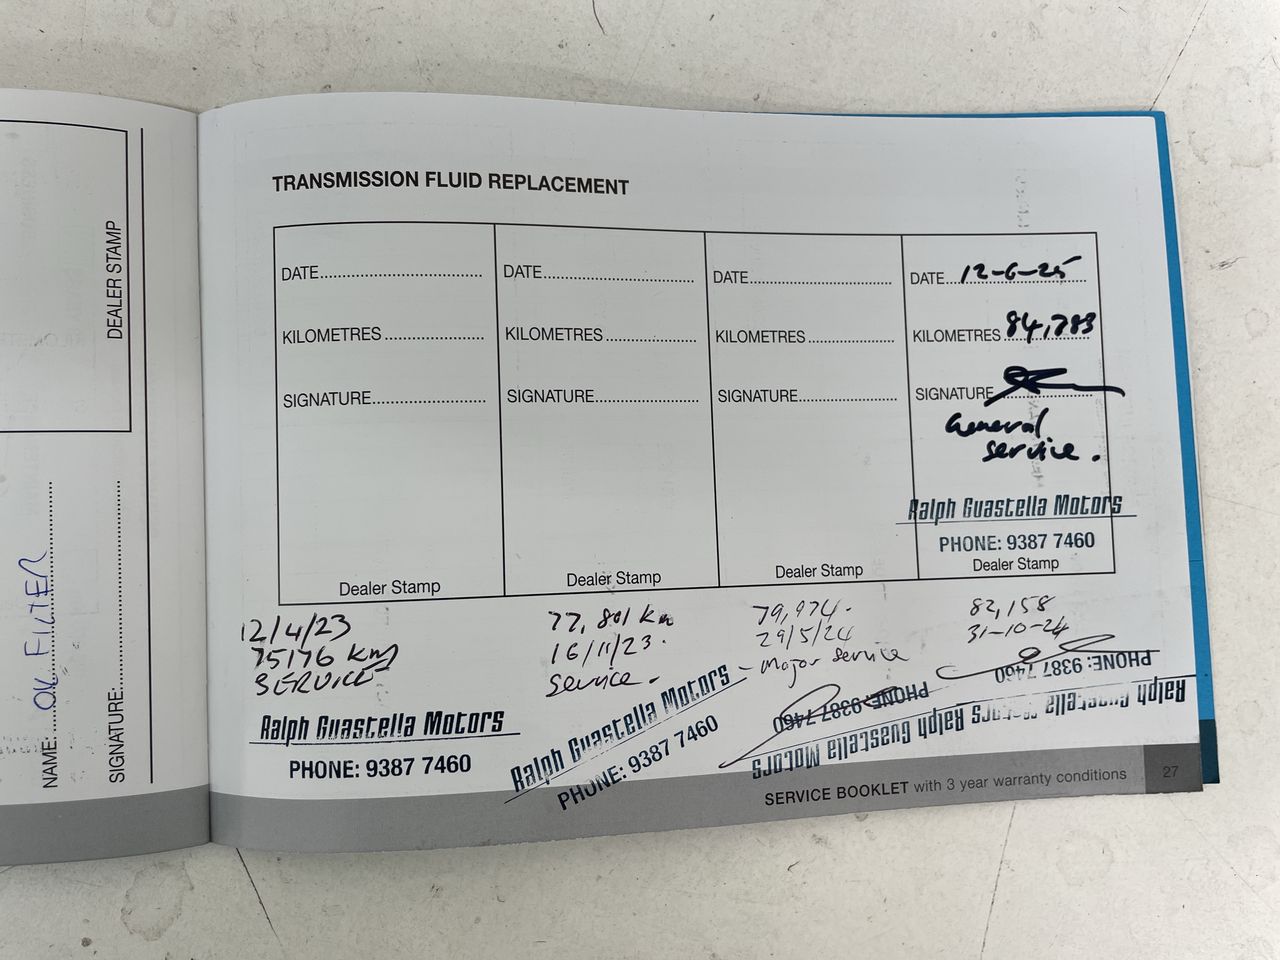 DEALER STAMP
NAME: OIL FILTER
SIGNATURE:
TRANSMISSION FLUID REPLACEMENT
DATE
KILOMETRES
SIGNATURE
Dealer Stamp
DATE
KILOMETRES
SIGNATURE
Dealer Stamp
DATE
KILOMETRES
SIGNATURE
Dealer Stamp
DATE 12-6-25
KILOMETRES 84,783
SIGNATURE
General
service.
Ralph Guastella Motors
PHONE: 9387 7460
Dealer Stamp
12/4/23
75176 km
SERVICE
Ralph Guastella Motors
PHONE: 9387 7460
77,801 km
16/11/23.
service.
Ralph Guastella Motors
PHONE: 9387 7460
79,974.
29/5/24
- major service
Ralph Guastella Motors
PHONE: 9387 7460
82,158
31-10-24
Ralph Guastella Motors
PHONE: 9387 7460
SERVICE BOOKLET with 3 year warranty conditions 27